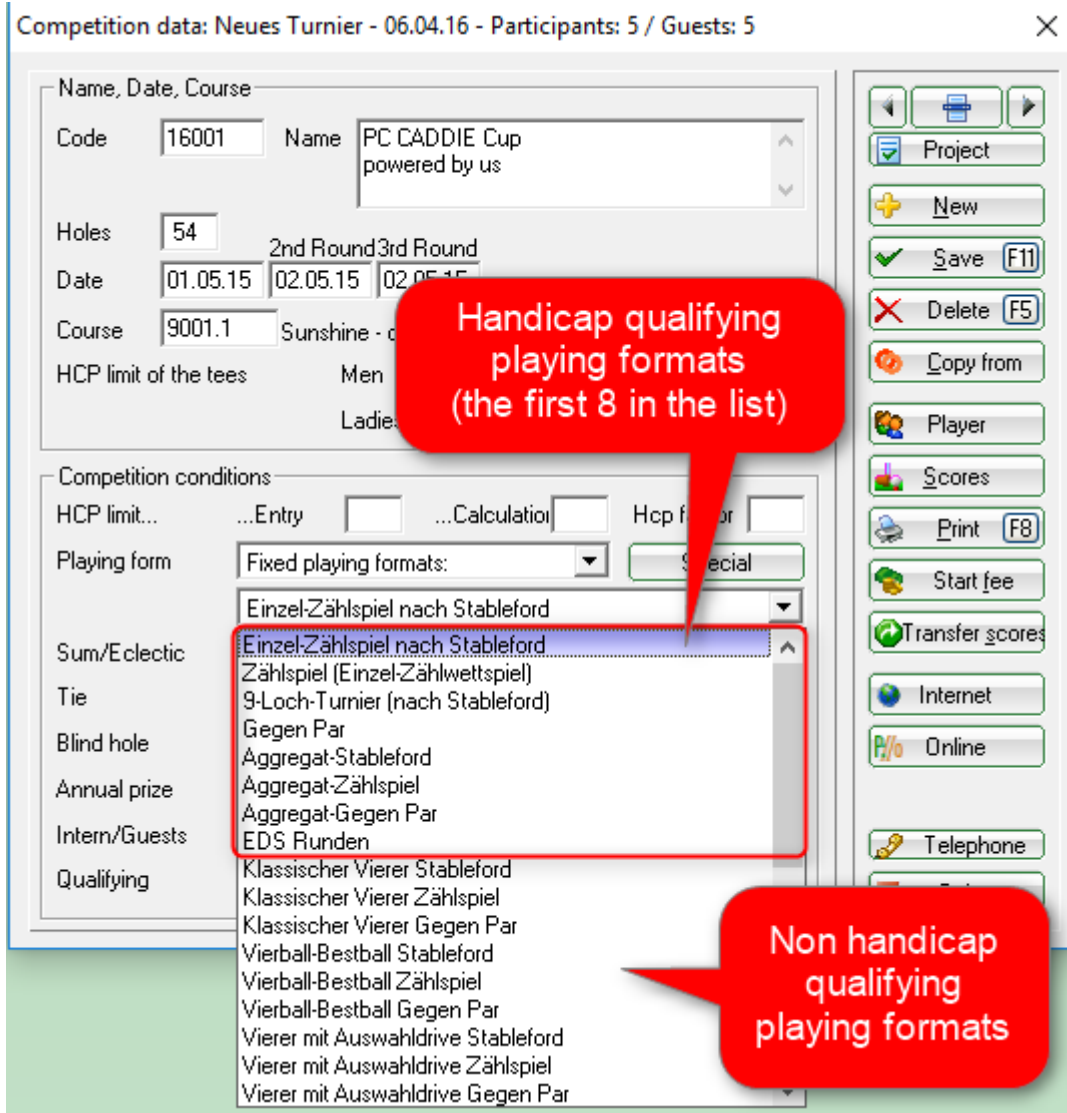 Competition data: Neues Turnier - 06.04.16 - Participants: 5 / Guests: 5
Name, Date, Course
Code 16001 Name PC CADDIE Cup
powered by us
Holes 54
2nd Round 3rd Round
Date 01.05.15 02.05.15 02.05.15
Course 9001.1 Sunshine -
HCP limit of the tees Men
Ladies
Competition conditions
HCP limit... ...Entry ...Calculation Hcp factor
Playing form Fixed playing formats: Special
Einzel-Zählspiel nach Stableford
Sum/Eclectic
Tie
Blind hole
Annual prize
Intern/Guests
Qualifying
Einzel-Zählspiel nach Stableford
Zählspiel (Einzel-Zählwettspiel)
9-Loch-Turnier (nach Stableford)
Gegen Par
Aggregat-Stableford
Aggregat-Zählspiel
Aggregat-Gegen Par
EDS Runden
Klassischer Vierer Stableford
Klassischer Vierer Zählspiel
Klassischer Vierer Gegen Par
Vierball-Bestball Stableford
Vierball-Bestball Zählspiel
Vierball-Bestball Gegen Par
Vierer mit Auswahldrive Stableford
Vierer mit Auswahldrive Zählspiel
Vierer mit Auswahldrive Gegen Par
Handicap qualifying
playing formats
(the first 8 in the list)
Non handicap
qualifying
playing formats
Project
New
Save F11
Delete F5
Copy from
Player
Scores
Print F8
Start fee
Transfer scores
Internet
Online
Telephone